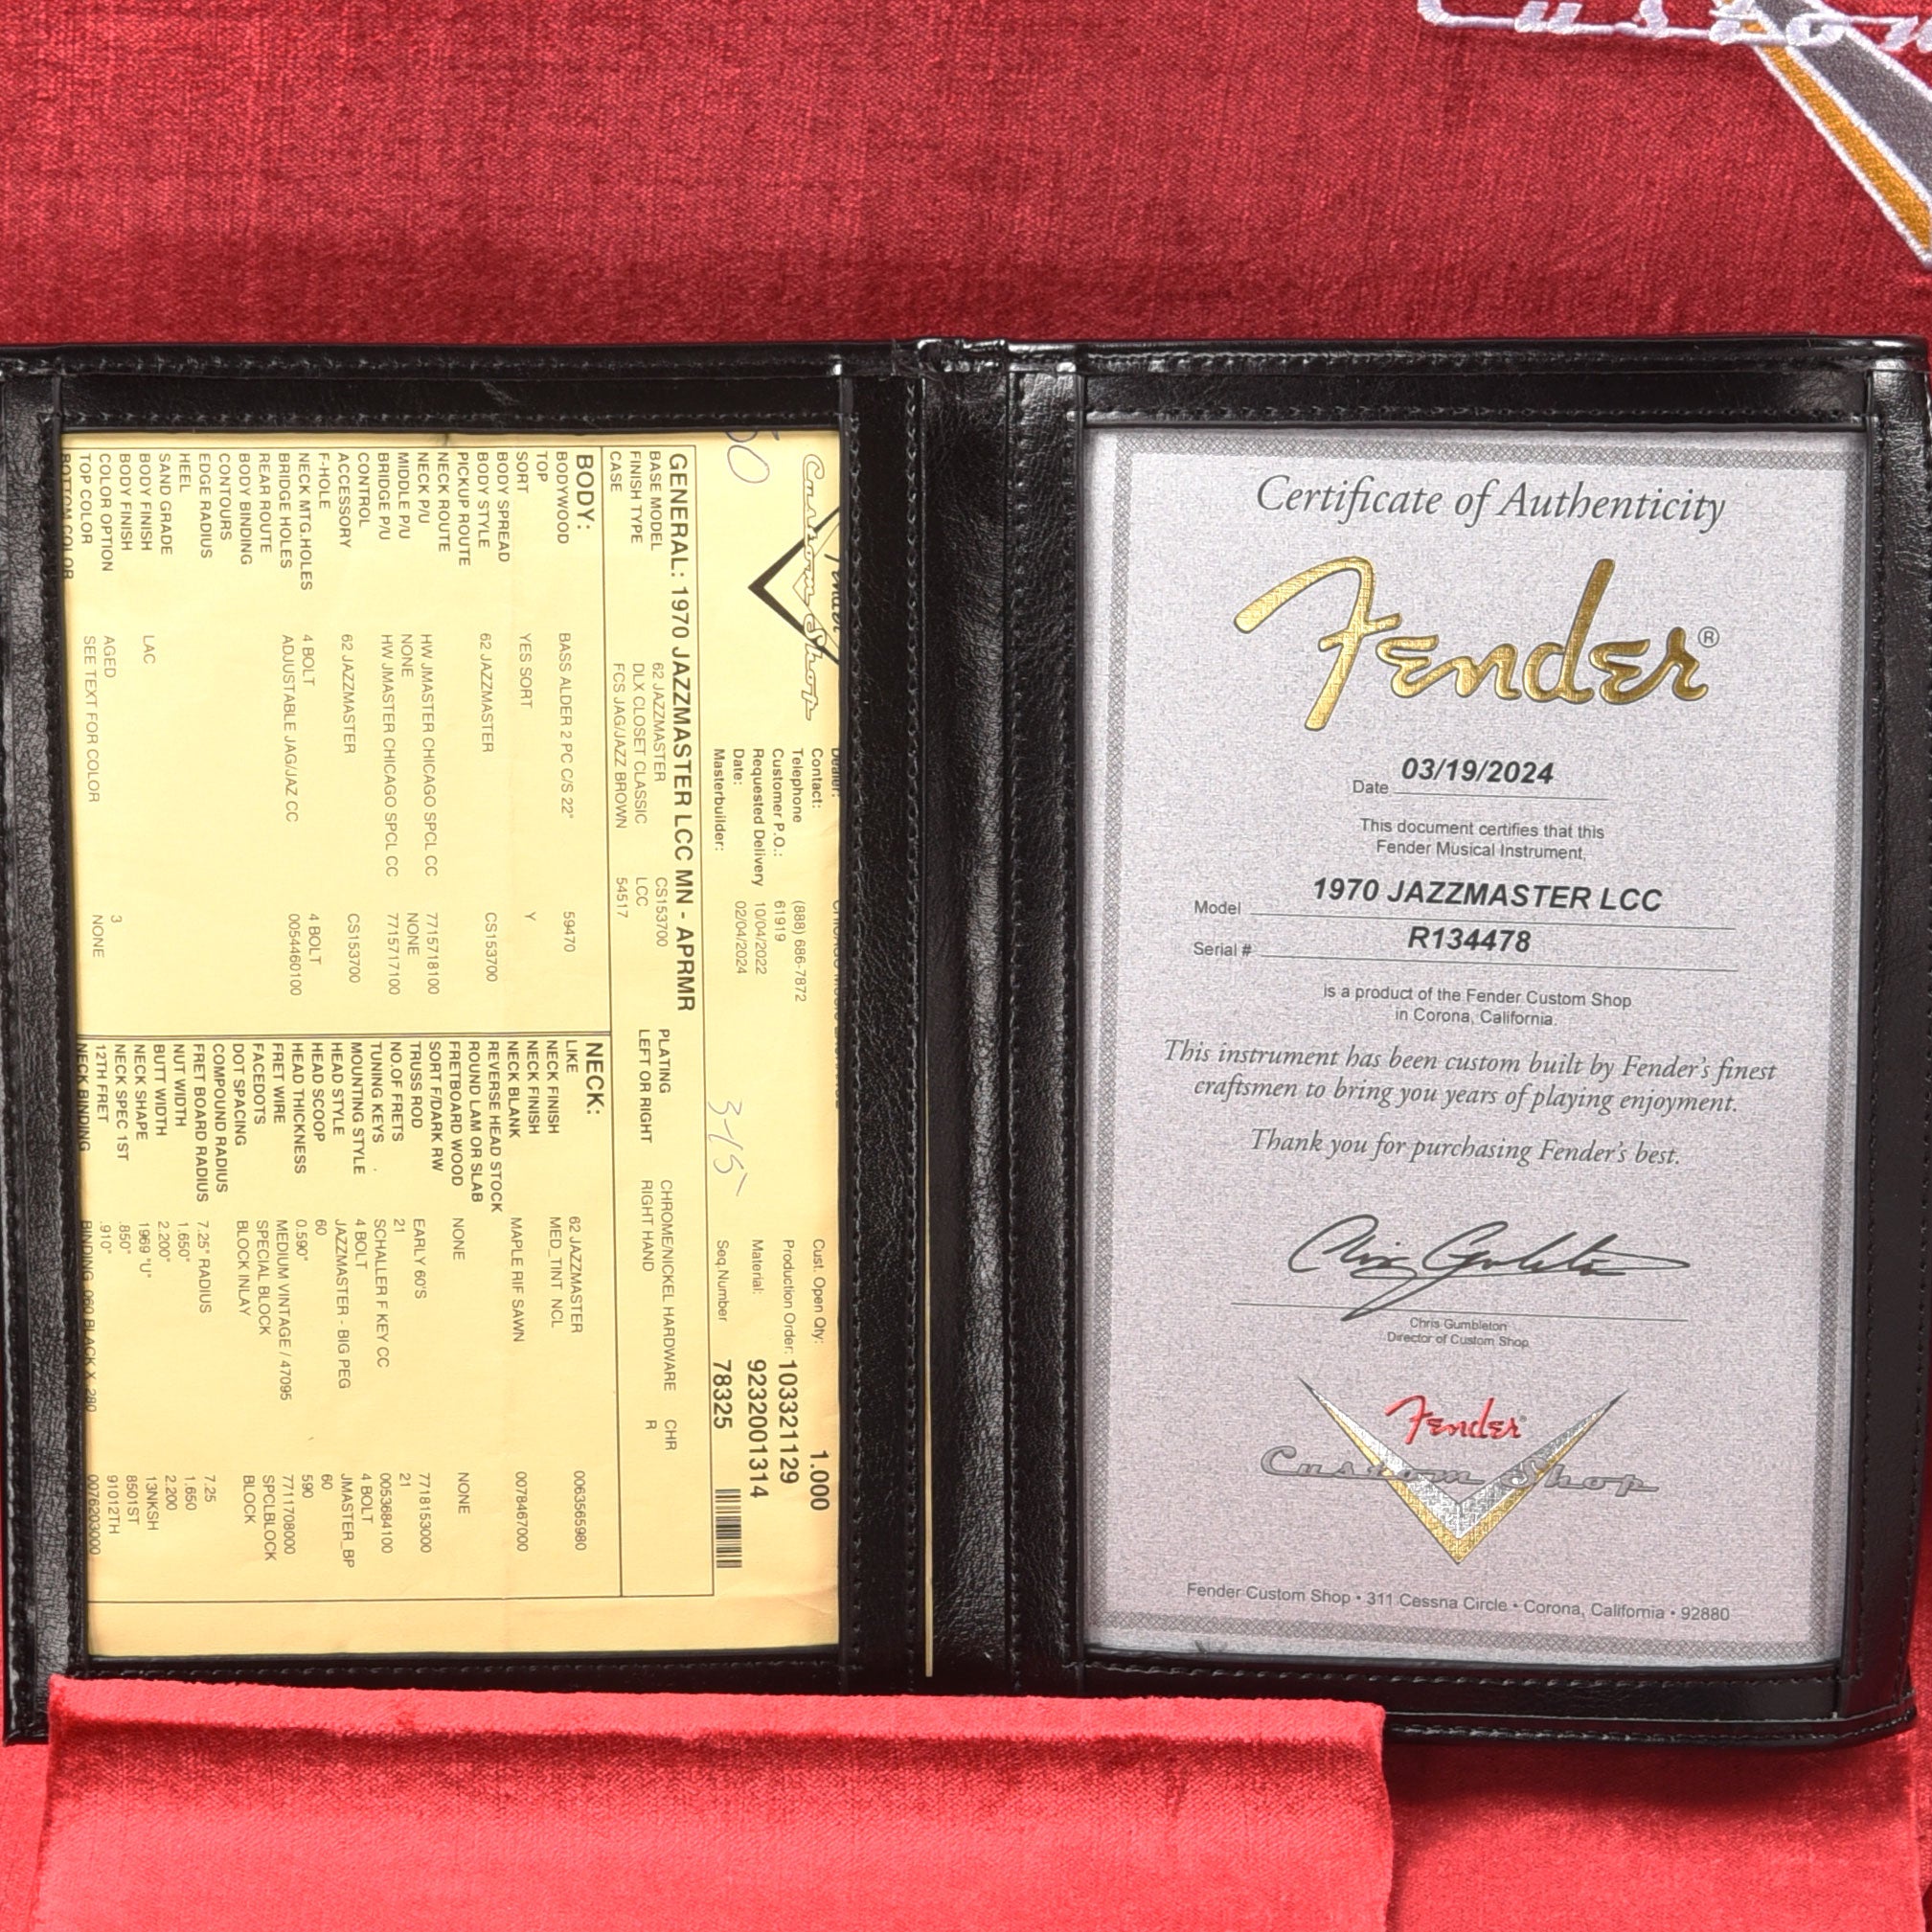 Custom
Custom Shop
Contact:
Telephone (888) 686-7872
Customer P.O.: 61919
Requested Delivery 10/04/2022
Date: 02/04/2024
Masterbuilder:
3-15
Cust. Open Qty: 1.000
Production Order: 103321129
Material: 9232001314
Seq.Number 78325
GENERAL: 1970 JAZZMASTER LCC MN - APRMR
BASE MODEL 62 JAZZMASTER CS153700
FINISH TYPE DLX CLOSET CLASSIC LCC
CASE FCS JAG/JAZZ BROWN 54517
PLATING CHROME/NICKEL HARDWARE CHR
LEFT OR RIGHT RIGHT HAND R
BODY:
BODYWOOD BASS ALDER 2 PC C/S 22" 59470
TOP
SORT YES SORT Y
BODY SPREAD
BODY STYLE 62 JAZZMASTER CS153700
PICKUP ROUTE
NECK ROUTE
NECK P/U HW JMASTER CHICAGO SPCL CC 7715718100
MIDDLE P/U NONE NONE
BRIDGE P/U HW JMASTER CHICAGO SPCL CC 7715717100
CONTROL
ACCESSORY 62 JAZZMASTER CS153700
F-HOLE
NECK MTG.HOLES 4 BOLT 4 BOLT
BRIDGE HOLES ADJUSTABLE JAG/JAZ CC 0054460100
REAR ROUTE
BODY BINDING
CONTOURS
EDGE RADIUS
HEEL
SAND GRADE
BODY FINISH LAC
BODY FINISH
COLOR OPTION AGED 3
TOP COLOR SEE TEXT FOR COLOR NONE
BOTTOM COLOR
NECK:
LIKE 62 JAZZMASTER 0063565980
NECK FINISH MED_TINT_NCL
NECK FINISH
NECK BLANK MAPLE RIF SAWN 0078467000
REVERSE HEAD STOCK
ROUND LAM OR SLAB
FRETBOARD WOOD NONE NONE
SORT F/DARK RW
TRUSS ROD EARLY 60'S 7718153000
NO.OF FRETS 21 21
TUNING KEYS SCHALLER F KEY CC 0053684100
MOUNTING STYLE 4 BOLT 4 BOLT
HEAD STYLE JAZZMASTER - BIG PEG JMASTER_BP
HEAD SCOOP 60 60
HEAD THICKNESS 0.590" 590
FRET WIRE MEDIUM VINTAGE / 47095 7711708000
FACEDOTS SPECIAL BLOCK SPCLBLOCK
DOT SPACING BLOCK INLAY BLOCK
COMPOUND RADIUS
FRET BOARD RADIUS 7.25" RADIUS 7.25
NUT WIDTH 1.650" 1.650
BUTT WIDTH 2.200" 2.200
NECK SHAPE 1969 "U" 13NKSH
NECK SPEC 1ST .850" 8501ST
12TH FRET .910" 91012TH
NECK BINDING BINDING .060 BLACK X .280 0076203000
Certificate of Authenticity
Fender®
03/19/2024
Date
This document certifies that this
Fender Musical Instrument,
Model 1970 JAZZMASTER LCC
Serial # R134478
is a product of the Fender Custom Shop
in Corona, California.
This instrument has been custom built by Fender's finest
craftsmen to bring you years of playing enjoyment.
Thank you for purchasing Fender's best.
Chris Gumbleton
Director of Custom Shop
Fender
Custom Shop
Fender Custom Shop • 311 Cessna Circle • Corona, California • 92880